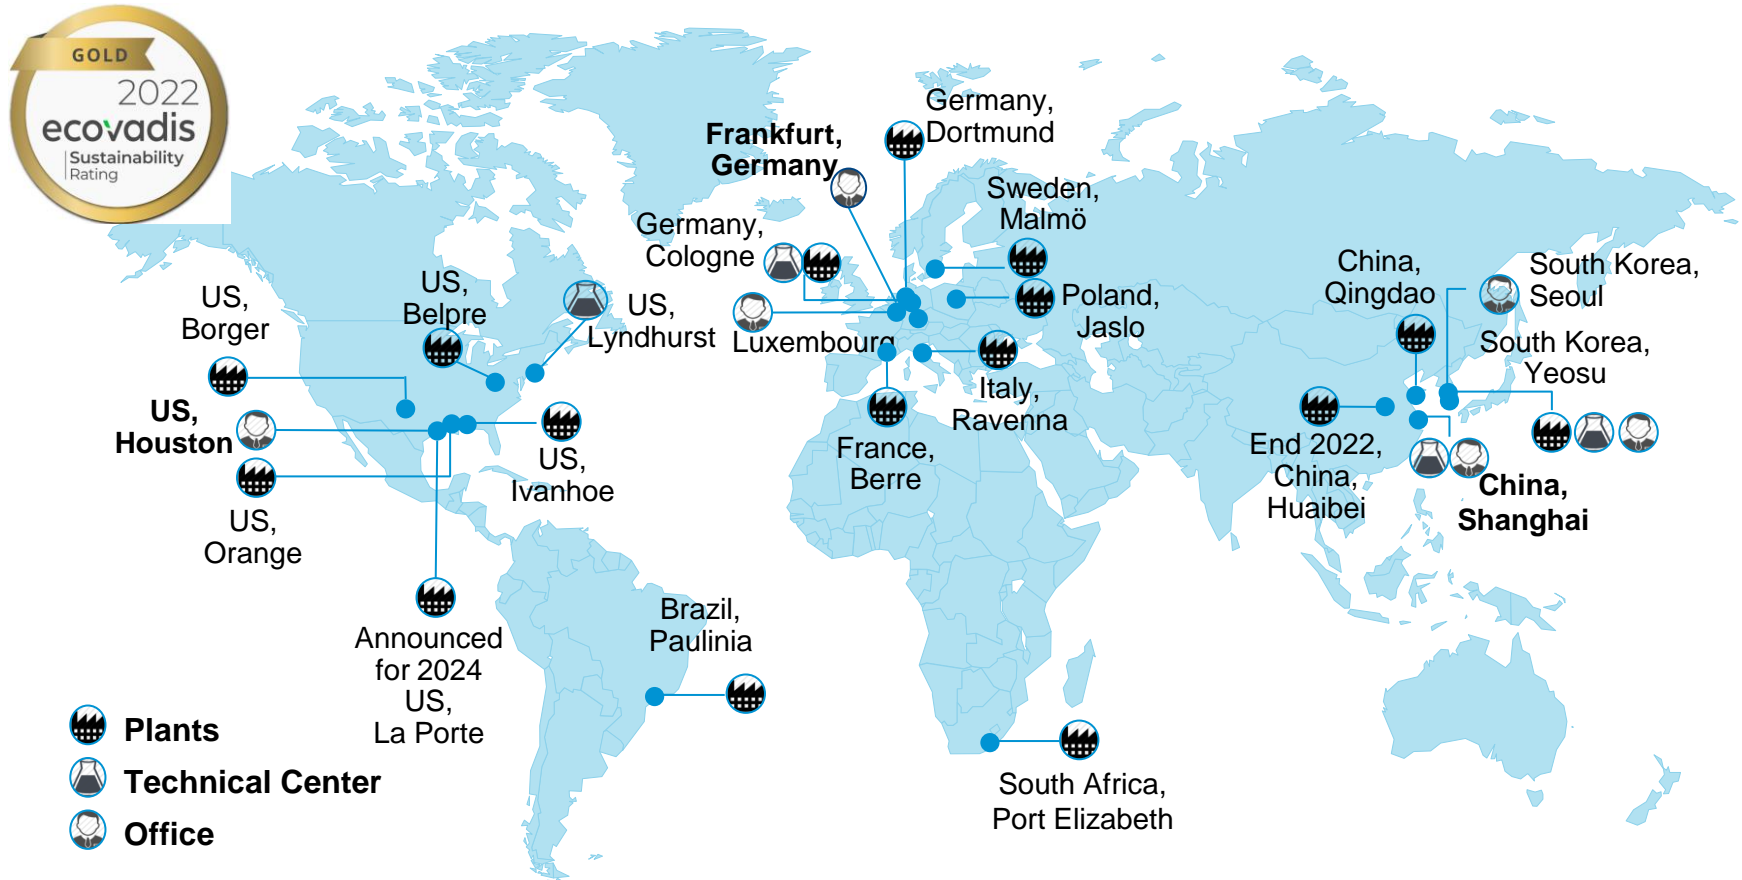 GOLD
2022
ecovadis
Sustainability
Rating
Germany,
Dortmund
Frankfurt,
Germany
Sweden,
Malmö
Germany,
Cologne
US,
Belpre
US,
Lyndhurst
US,
Borger
Luxembourg
Poland,
Jaslo
China,
Qingdao
South Korea,
Seoul
South Korea,
Yeosu
US,
Houston
Italy,
Ravenna
France,
Berre
US,
Ivanhoe
End 2022,
China,
Huaibei
China,
Shanghai
US,
Orange
Announced
for 2024
US,
La Porte
Brazil,
Paulinia
South Africa,
Port Elizabeth
Plants
Technical Center
Office